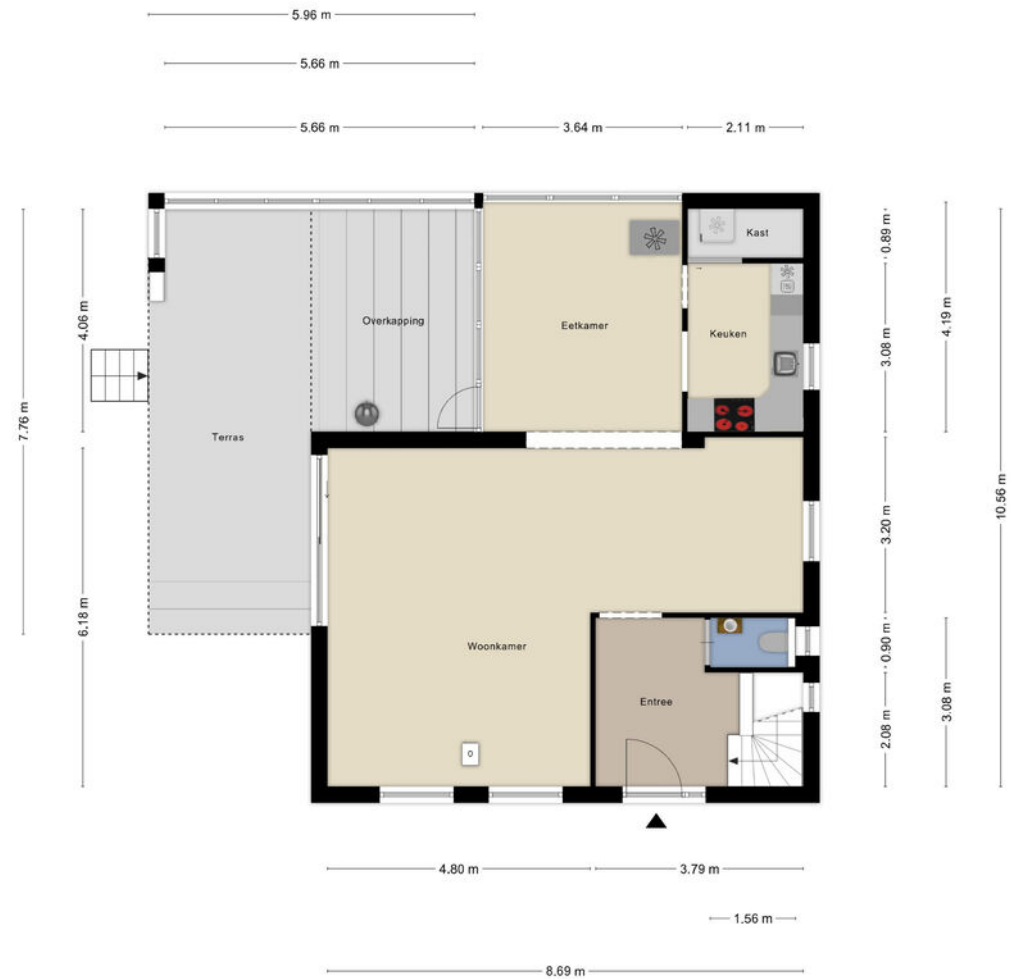 5.96 m
5.66 m
5.66 m
3.64 m
2.11 m
Kast
0.89 m
4.06 m
4.19 m
Overkapping
Eetkamer
Keuken
3.08 m
7.76 m
Terras
10.56 m
3.20 m
6.18 m
Woonkamer
0.90 m
Entree
3.08 m
2.08 m
4.80 m
3.79 m
1.56 m
8.69 m